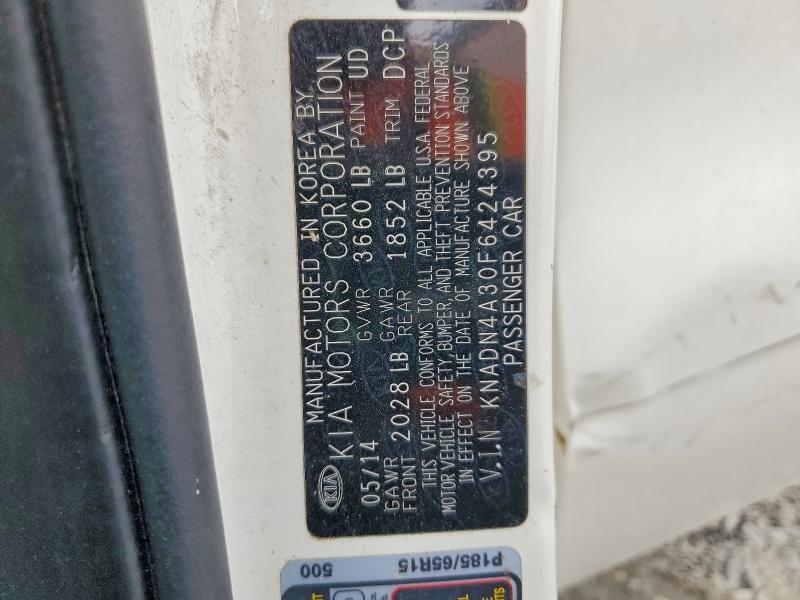 MANUFACTURED IN KOREA BY
KIA KIA MOTORS CORPORATION
05/14 GVWR 3660 LB PAINT UD
GAWR FRONT 2028 LB GAWR REAR 1852 LB TRIM DCP
THIS VEHICLE CONFORMS TO ALL APPLICABLE U.S.A. FEDERAL
MOTOR VEHICLE SAFETY, BUMPER, AND THEFT PREVENTION STANDARDS
IN EFFECT ON THE DATE OF MANUFACTURE SHOWN ABOVE
V.I.N KNADN4A30F6424395
PASSENGER CAR
P185/65R15
500